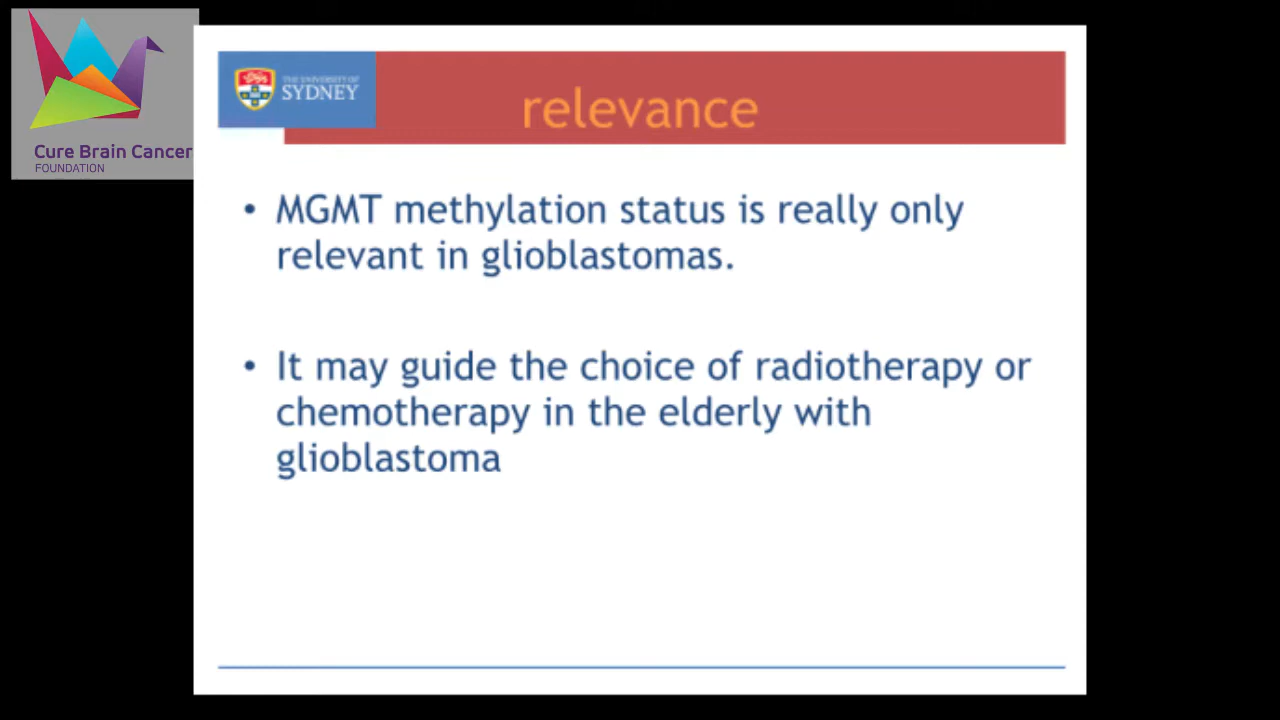 Cure Brain Cancer
FOUNDATION
THE UNIVERSITY OF
SYDNEY
relevance
• MGMT methylation status is really only
relevant in glioblastomas.
• It may guide the choice of radiotherapy or
chemotherapy in the elderly with
glioblastoma